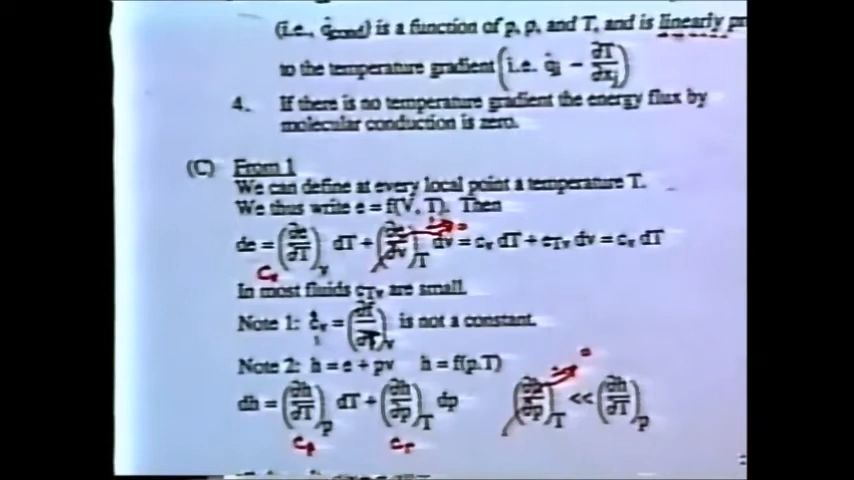 (i.e., q̇cond) is a function of p, ρ, and T, and is linearly pr
to the temperature gradient (i.e. q̇j − ∂T/∂xj)
4. If there is no temperature gradient the energy flux by
molecular conduction is zero.
(C) From 1
We can define at every local point a temperature T.
We thus write e = f(V, T). Then
de = (∂e/∂T)v dT + (∂e/∂v)T dv = cv dT + eTv dv = cv dT
cv
In most fluids cTv are small.
Note 1: cv = (∂f/∂T)v is not a constant.
Note 2: h = e + pv h = f(p.T)
dh = (∂h/∂T)p dT + (∂h/∂p)T dp (∂h/∂p)T << (∂h/∂T)p
cp